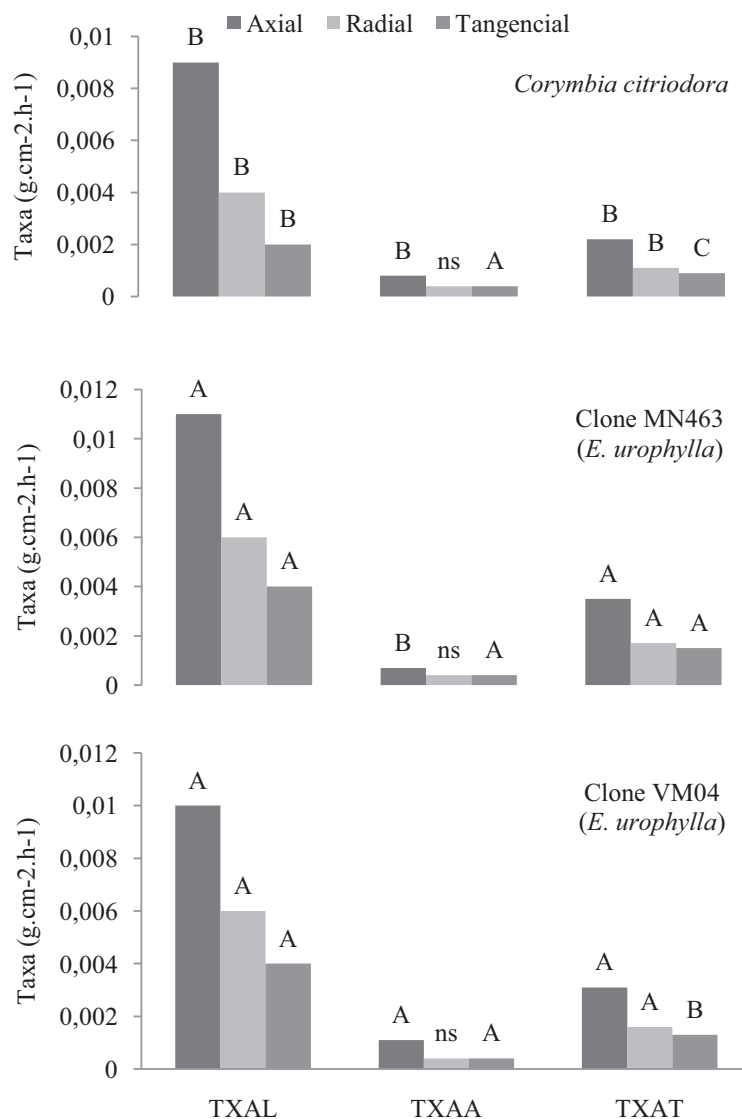 Axial Radial Tangencial
Taxa (g.cm-2.h-1)
0,01
0,008
0,006
0,004
0,002
0
Corymbia citriodora
B B B
B ns A
B B C
Taxa (g.cm-2.h-1)
0,012
0,01
0,008
0,006
0,004
0,002
0
Clone MN463
(E. urophylla)
A A A
B ns A
A A A
Taxa (g.cm-2.h-1)
0,012
0,01
0,008
0,006
0,004
0,002
0
Clone VM04
(E. urophylla)
A A A
A ns A
A A B
TXAL TXAA TXAT